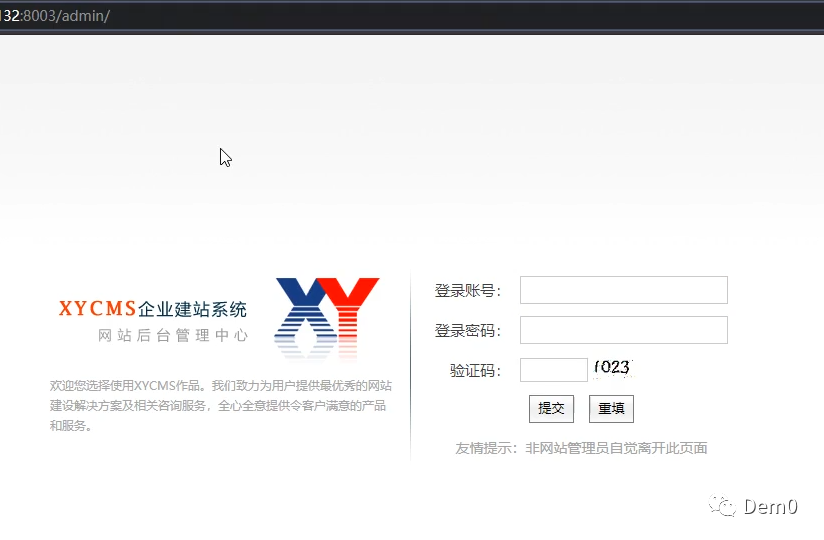 132:8003/admin/
XYCMS企业建站系统
网站后台管理中心
XY
欢迎您选择使用XYCMS作品。我们致力为用户提供最优秀的网站
建设解决方案及相关咨询服务，全心全意提供令客户满意的产品
和服务。
登录账号：
登录密码：
验证码：
1023
提交 重填
友情提示：非网站管理员自觉离开此页面
Dem0